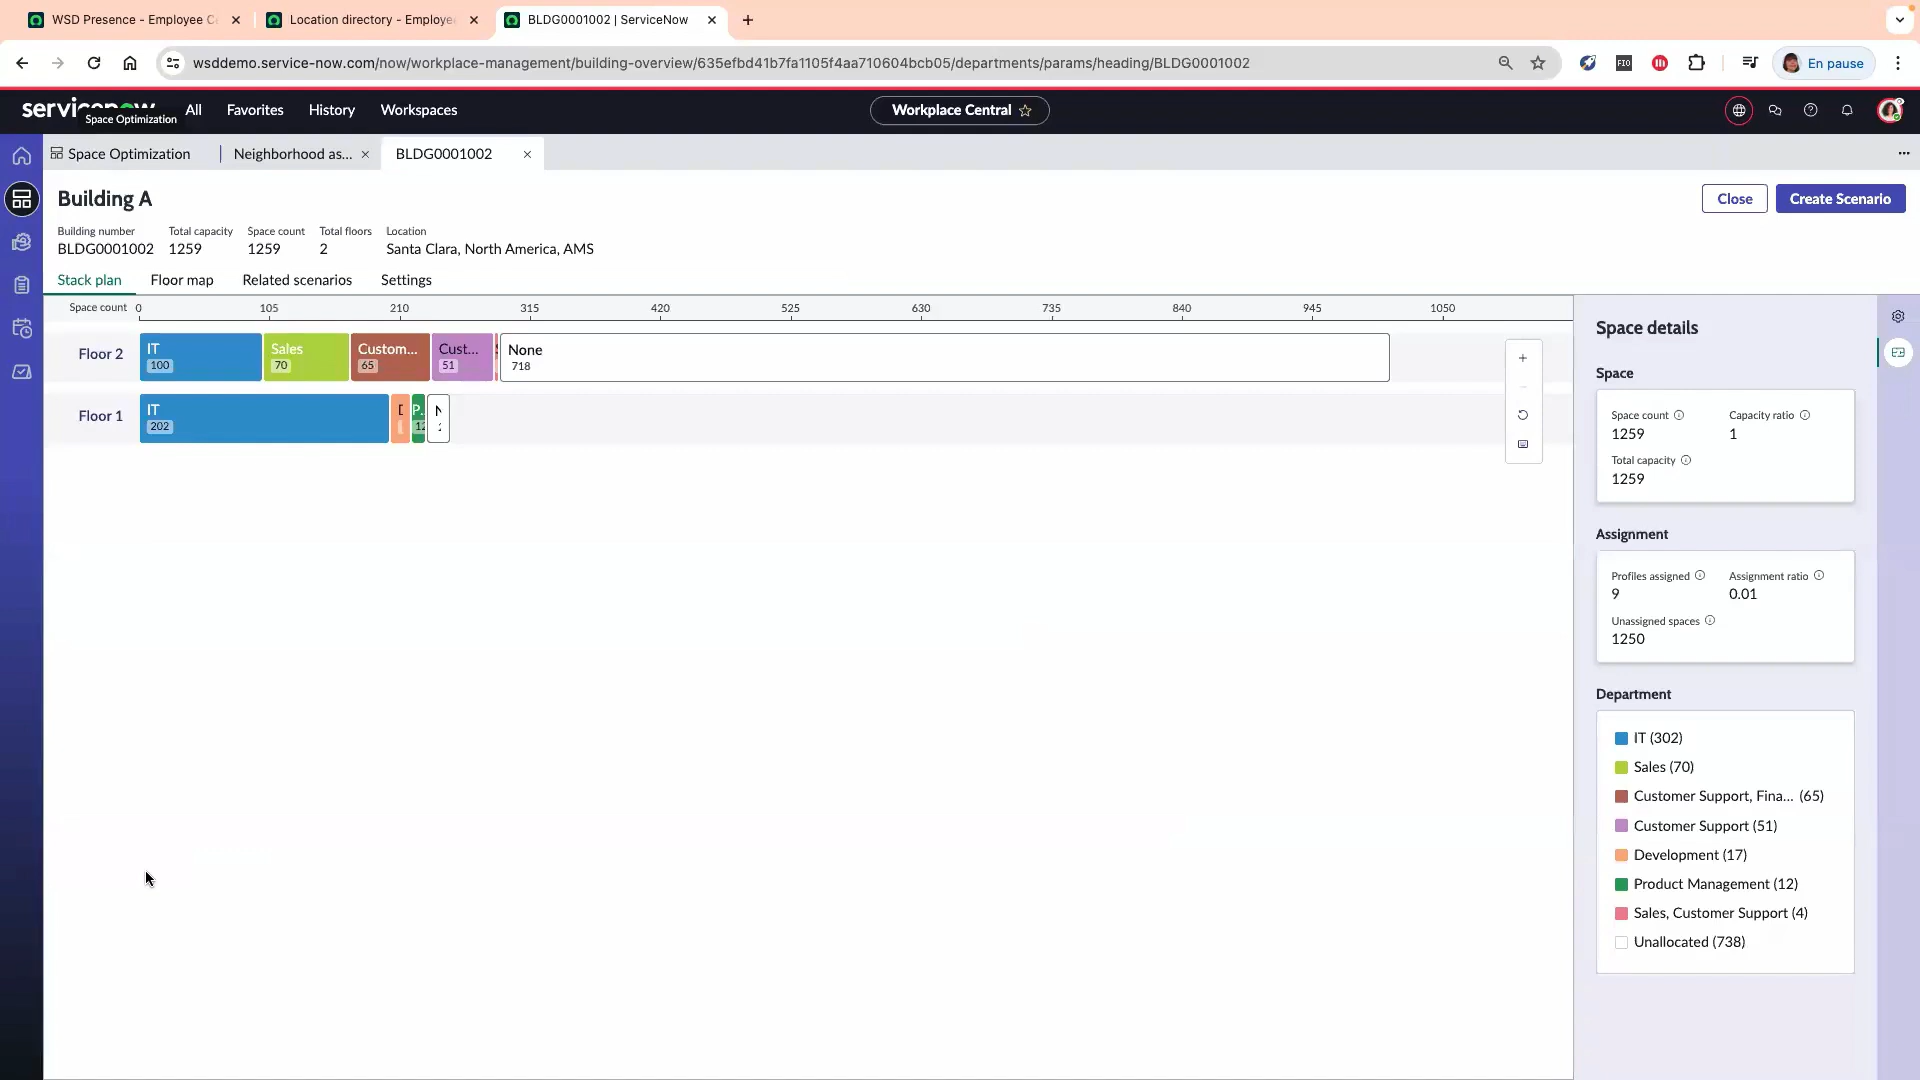 WSD Presence - Employee C
Location directory - Employe
BLDG0001002 | ServiceNow
wsddemo.service-now.com/now/workplace-management/building-overview/635efbd41b7fa1105f4aa710604bcb05/departments/params/heading/BLDG0001002
FIO
En pause
servicenow
Space Optimization
All
Favorites
History
Workspaces
Workplace Central
Space Optimization
Neighborhood as...
BLDG0001002
Building A
Close
Create Scenario
Building number
Total capacity
Space count
Total floors
Location
BLDG0001002
1259
1259
2
Santa Clara, North America, AMS
Stack plan
Floor map
Related scenarios
Settings
Space count
0
105
210
315
420
525
630
735
840
945
1050
Floor 2
IT
100
Sales
70
Custom...
65
Cust...
51
None
718
Floor 1
IT
202
P..
12
Space details
Space
Space count
Capacity ratio
1259
1
Total capacity
1259
Assignment
Profiles assigned
Assignment ratio
9
0.01
Unassigned spaces
1250
Department
IT (302)
Sales (70)
Customer Support, Fina... (65)
Customer Support (51)
Development (17)
Product Management (12)
Sales, Customer Support (4)
Unallocated (738)